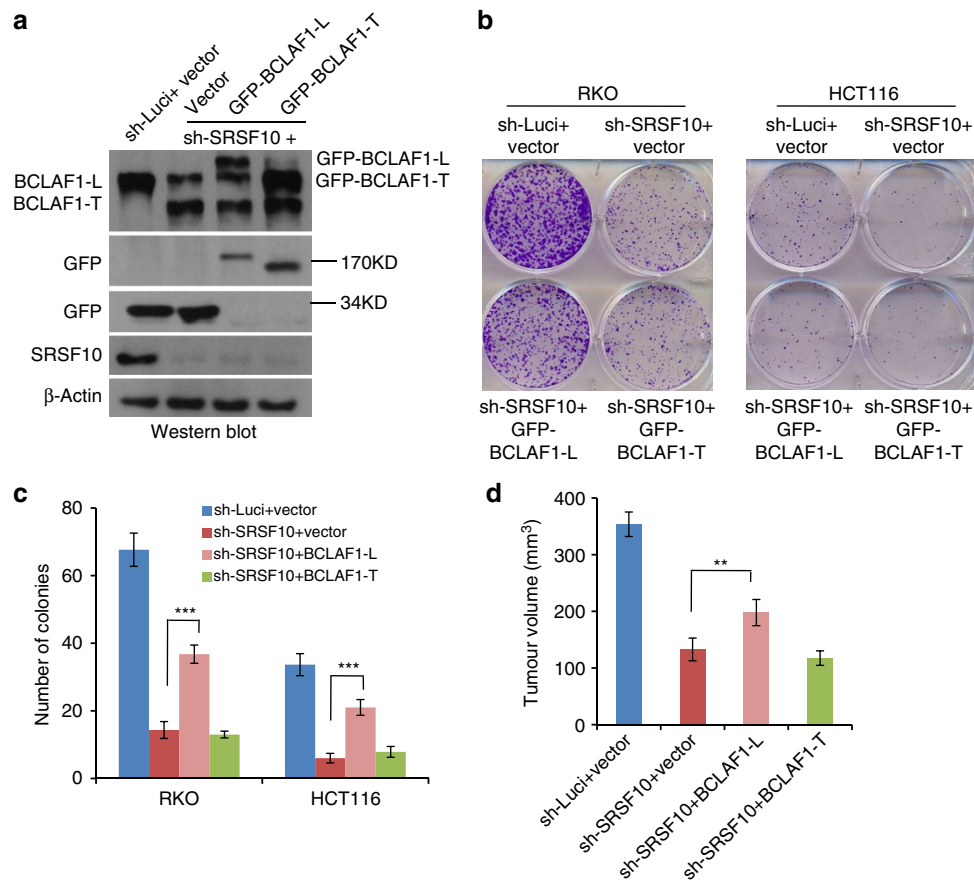 a
sh-Luci+ vector
Vector
GFP-BCLAF1-L
GFP-BCLAF1-T
sh-SRSF10 +
BCLAF1-L
BCLAF1-T
GFP-BCLAF1-L
GFP-BCLAF1-T
GFP
170KD
GFP
34KD
SRSF10
β-Actin
Western blot
b
RKO
HCT116
sh-Luci+
vector
sh-SRSF10+
vector
sh-Luci+
vector
sh-SRSF10+
vector
sh-SRSF10+
GFP-
BCLAF1-L
sh-SRSF10+
GFP-
BCLAF1-T
sh-SRSF10+
GFP-
BCLAF1-L
sh-SRSF10+
GFP-
BCLAF1-T
c
Number of colonies
80
60
40
20
0
sh-Luci+vector
sh-SRSF10+vector
sh-SRSF10+BCLAF1-L
sh-SRSF10+BCLAF1-T
***
***
RKO
HCT116
d
Tumour volume (mm³)
400
300
200
100
0
**
sh-Luci+vector
sh-SRSF10+vector
sh-SRSF10+BCLAF1-L
sh-SRSF10+BCLAF1-T